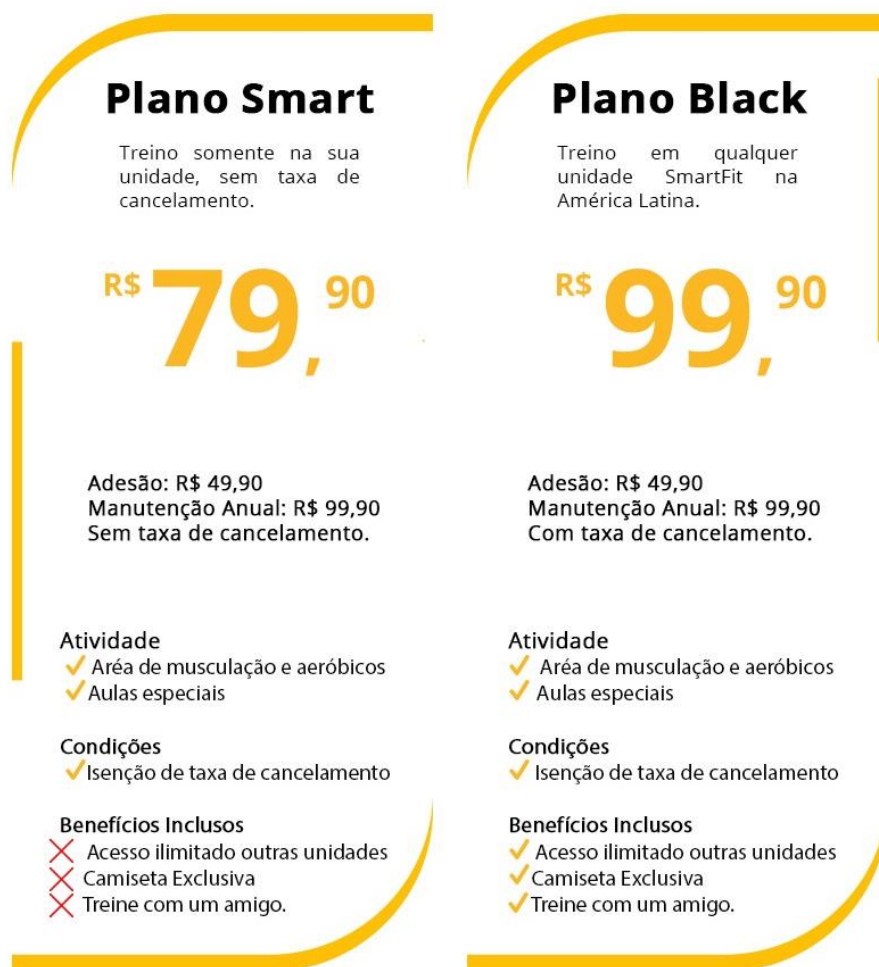 Plano Smart
Treino somente na sua
unidade, sem taxa de
cancelamento.
R$ 79,90
Adesão: R$ 49,90
Manutenção Anual: R$ 99,90
Sem taxa de cancelamento.
Atividade
Aréa de musculação e aeróbicos
Aulas especiais
Condições
Isenção de taxa de cancelamento
Benefícios Inclusos
Acesso ilimitado outras unidades
Camiseta Exclusiva
Treine com um amigo.
Plano Black
Treino em qualquer
unidade SmartFit na
América Latina.
R$ 99,90
Adesão: R$ 49,90
Manutenção Anual: R$ 99,90
Com taxa de cancelamento.
Atividade
Aréa de musculação e aeróbicos
Aulas especiais
Condições
Isenção de taxa de cancelamento
Benefícios Inclusos
Acesso ilimitado outras unidades
Camiseta Exclusiva
Treine com um amigo.